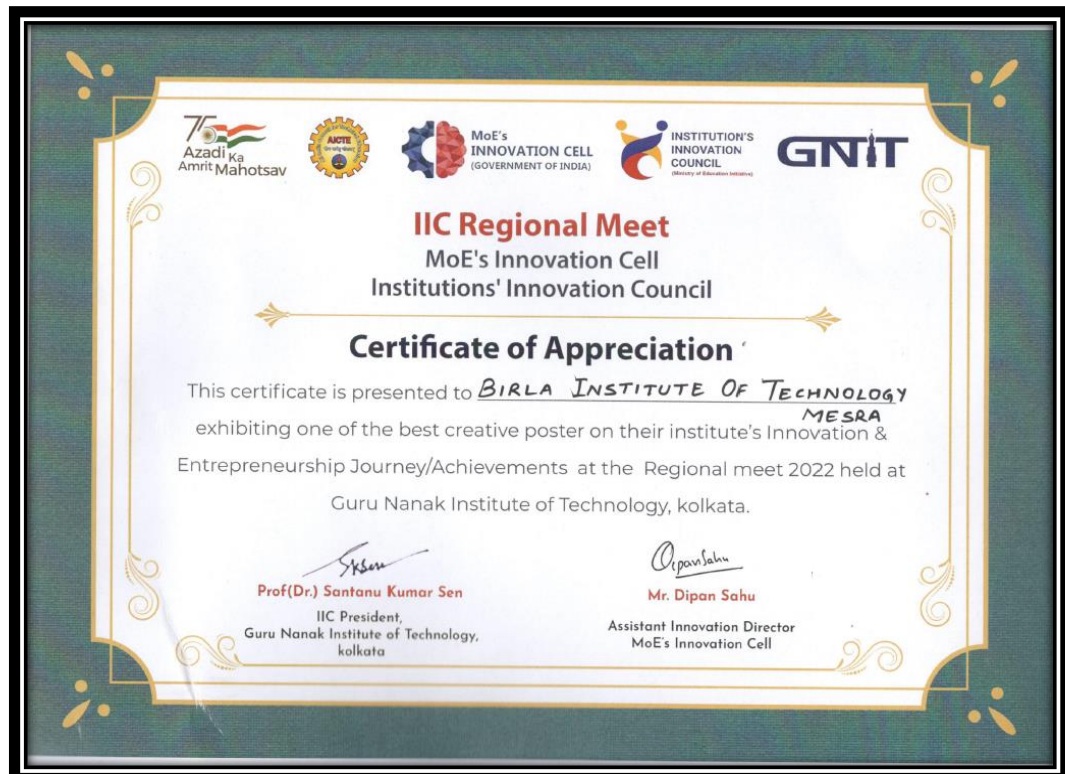 75
Azadi Ka
Amrit Mahotsav
AICTE
MoE's
INNOVATION CELL
(GOVERNMENT OF INDIA)
INSTITUTION'S
INNOVATION
COUNCIL
(Ministry of Education Initiative)
GNIT
IIC Regional Meet
MoE's Innovation Cell
Institutions' Innovation Council
Certificate of Appreciation
This certificate is presented to BIRLA INSTITUTE OF TECHNOLOGY
MESRA
exhibiting one of the best creative poster on their institute's Innovation &
Entrepreneurship Journey/Achievements at the Regional meet 2022 held at
Guru Nanak Institute of Technology, kolkata.
SKSen
DipanSahu
Prof(Dr.) Santanu Kumar Sen
Mr. Dipan Sahu
IIC President,
Guru Nanak Institute of Technology,
kolkata
Assistant Innovation Director
MoE's Innovation Cell